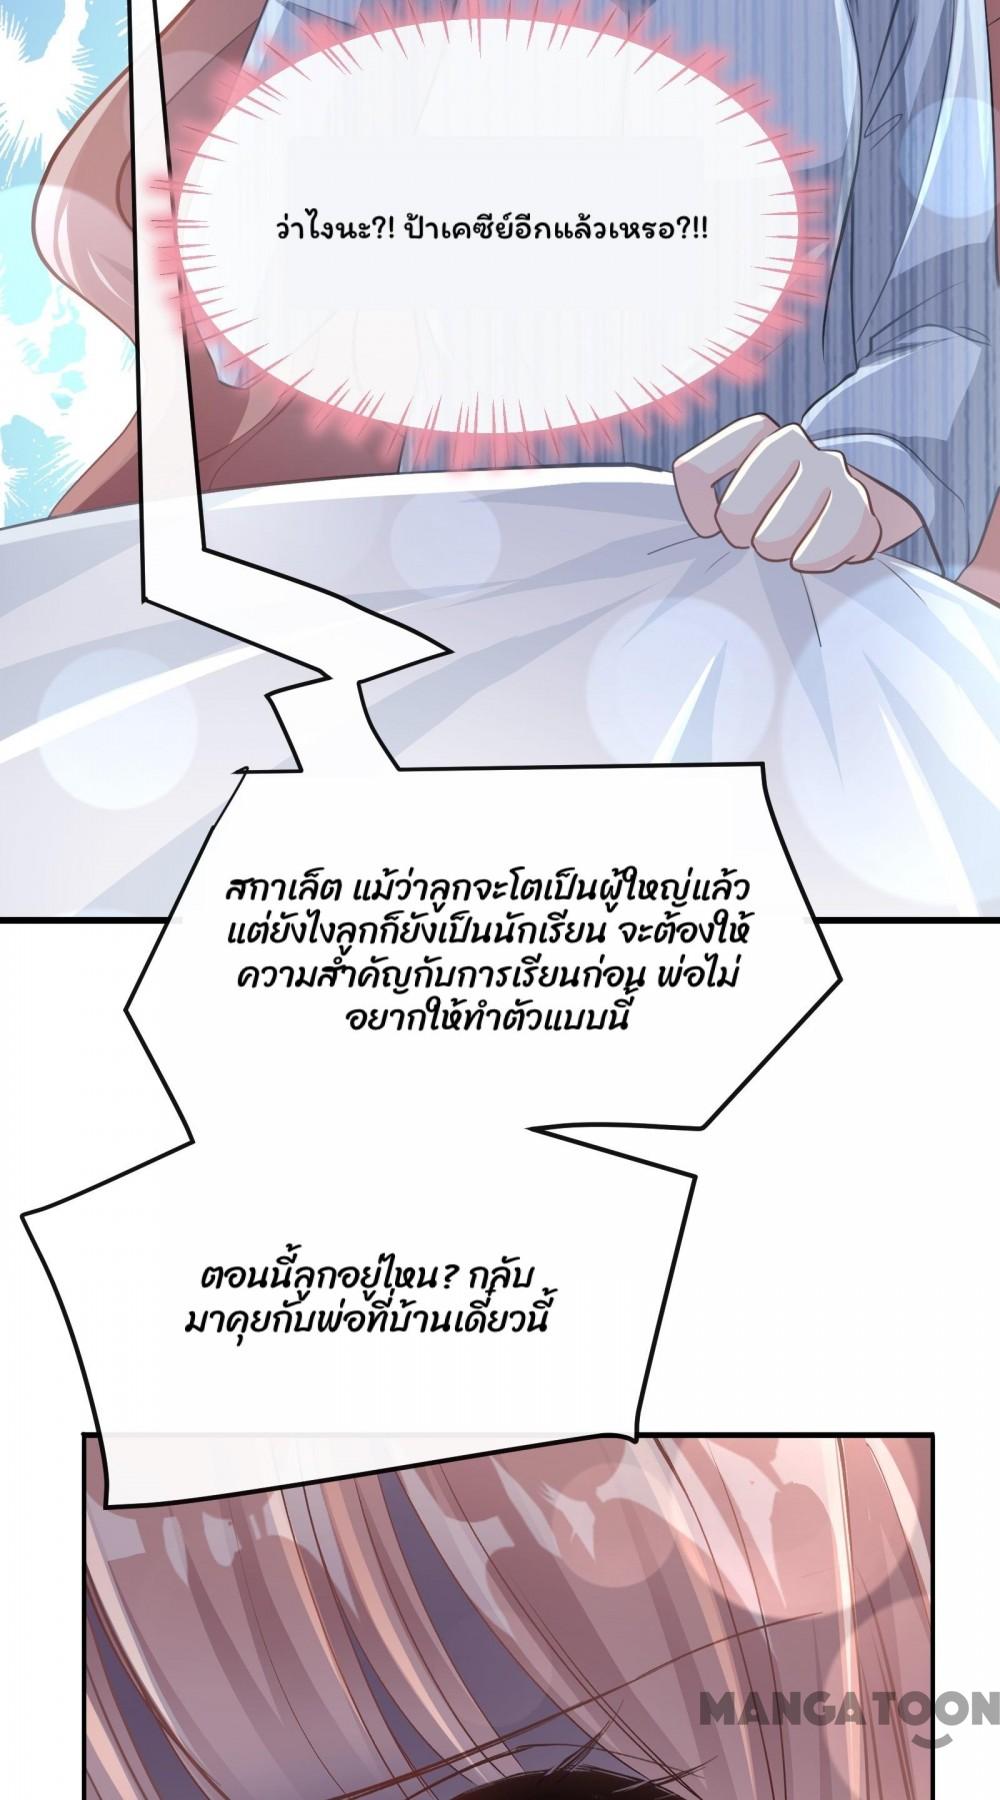 ว่าไงนะ?! ป้าเคซีย์อีกแล้วเหรอ?!!
สกาเล็ต แม้ว่าลูกจะโตเป็นผู้ใหญ่แล้ว
แต่ยังไงลูกก็ยังเป็นนักเรียน จะต้องให้
ความสำคัญกับการเรียนก่อน พ่อไม่
อยากให้ทำตัวแบบนี้
ตอนนี้ลูกอยู่ไหน? กลับ
มาคุยกับพ่อที่บ้านเดี๋ยวนี้
MANGATOON